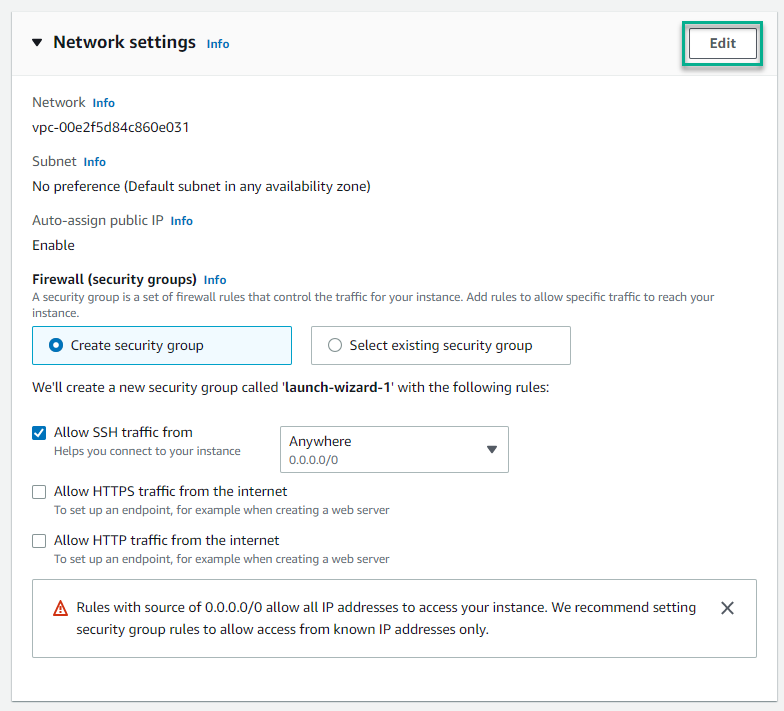 Network settings Info Edit
Network Info
vpc-00e2f5d84c860e031
Subnet Info
No preference (Default subnet in any availability zone)
Auto-assign public IP Info
Enable
Firewall (security groups) Info
A security group is a set of firewall rules that control the traffic for your instance. Add rules to allow specific traffic to reach your
instance.
Create security group Select existing security group
We'll create a new security group called 'launch-wizard-1' with the following rules:
Allow SSH traffic from
Helps you connect to your instance
Anywhere
0.0.0.0/0
Allow HTTPS traffic from the internet
To set up an endpoint, for example when creating a web server
Allow HTTP traffic from the internet
To set up an endpoint, for example when creating a web server
Rules with source of 0.0.0.0/0 allow all IP addresses to access your instance. We recommend setting
security group rules to allow access from known IP addresses only.